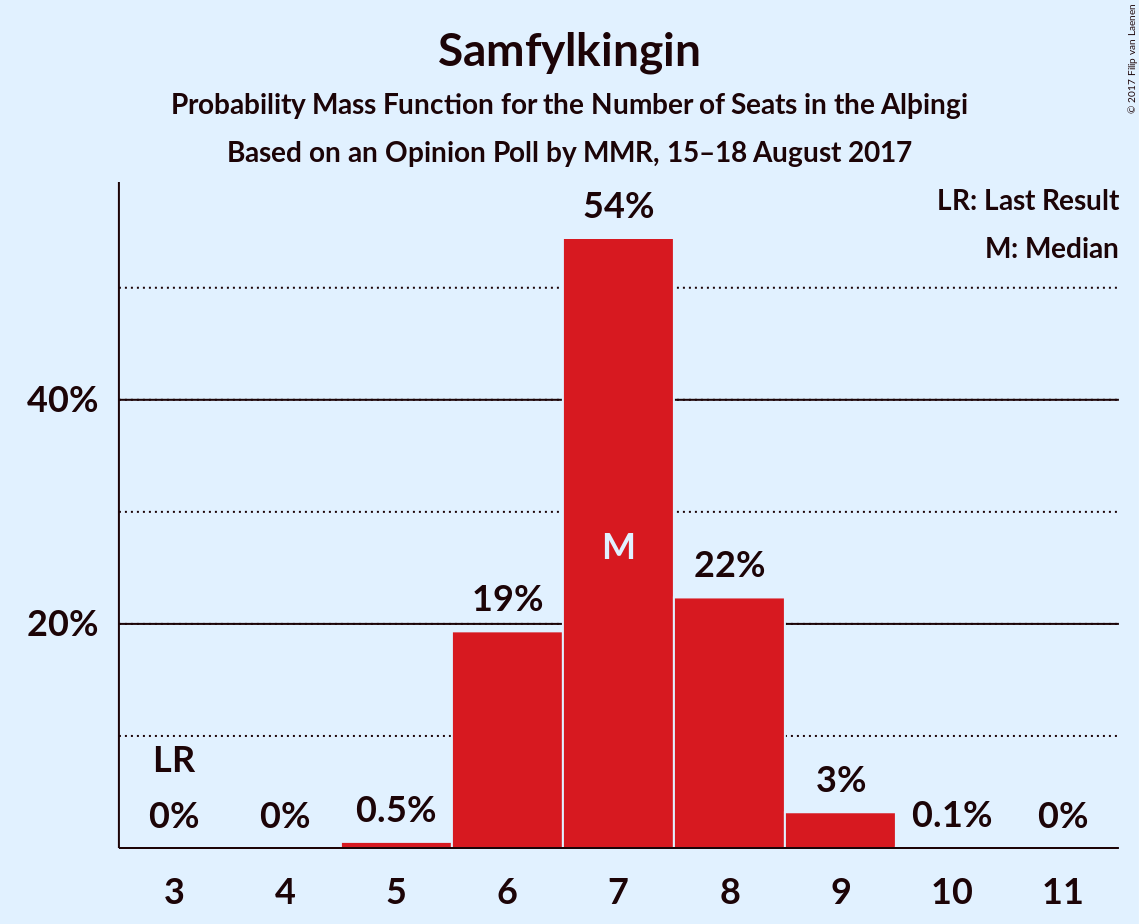 Samfylkingin
Probability Mass Function for the Number of Seats in the Alþingi
Based on an Opinion Poll by MMR, 15–18 August 2017
© 2017 Filip van Laenen
LR: Last Result
M: Median
54%
40%
M
22%
19%
20%
LR
3%
0%
0%
0.5%
0.1%
0%
3 4 5 6 7 8 9 10 11